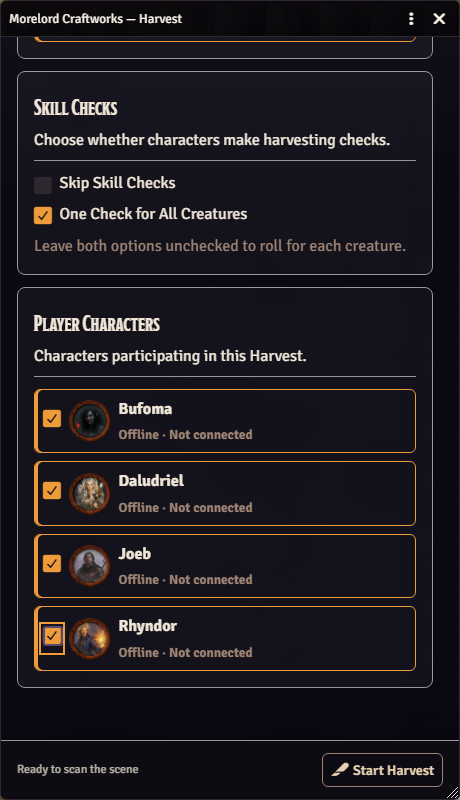 Morelord Craftworks — Harvest
Skill Checks
Choose whether characters make harvesting checks.
Skip Skill Checks
One Check for All Creatures
Leave both options unchecked to roll for each creature.
Player Characters
Characters participating in this Harvest.
Bufoma
Offline · Not connected
Daludriel
Offline · Not connected
Joeb
Offline · Not connected
Rhyndor
Offline · Not connected
Ready to scan the scene
Start Harvest